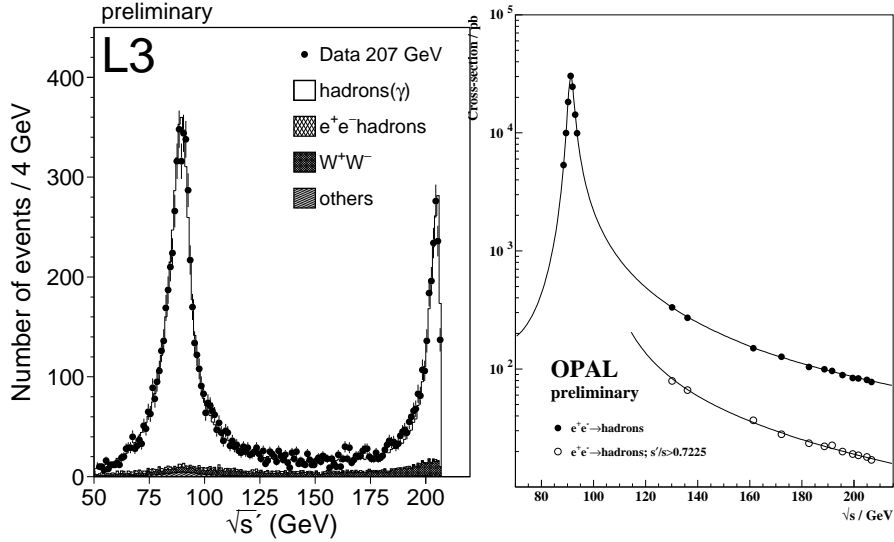 preliminary
L3
Data 207 GeV
hadrons(γ)
e⁺e⁻hadrons
W⁺W⁻
others
Number of events / 4 GeV
400
300
200
100
0
50 75 100 125 150 175 200
√s´ (GeV)
Cross-section / pb
10⁵
10⁴
10³
10²
OPAL
preliminary
e⁺e⁻→hadrons
e⁺e⁻→hadrons; s′/s>0.7225
80 100 120 140 160 180 200
√s / GeV